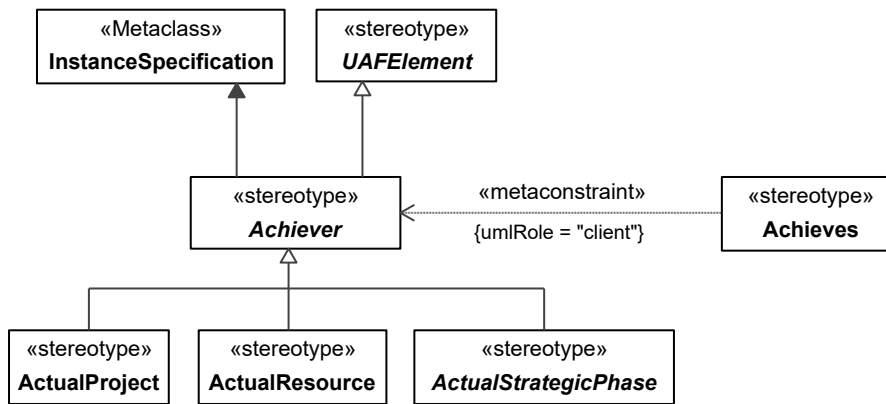 «Metaclass»
InstanceSpecification
«stereotype»
UAFElement
«stereotype»
Achiever
«metaconstraint»
{umlRole = "client"}
«stereotype»
Achieves
«stereotype»
ActualProject
«stereotype»
ActualResource
«stereotype»
ActualStrategicPhase